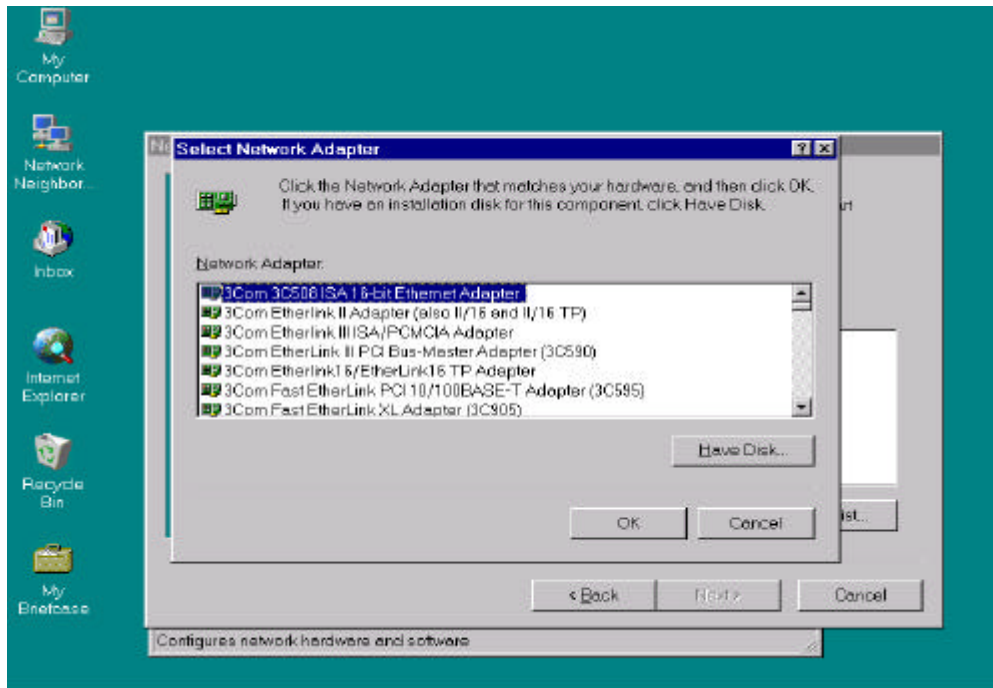 My
Computer
Network
Neighbor...
Inbox
Internet
Explorer
Recycle
Bin
My
Briefcase
Select Network Adapter
Click the Network Adapter that matches your hardware, and then click OK.
If you have an installation disk for this component, click Have Disk.
Network Adapter:
3Com 3C508 ISA 16-bit Ethernet Adapter
3Com Etherlink II Adapter (also II/16 and II/16 TP)
3Com Etherlink III ISA/PCMCIA Adapter
3Com EtherLink III PCI Bus-Master Adapter (3C590)
3Com Etherlink16/EtherLink16 TP Adapter
3Com Fast EtherLink PCI 10/100BASE-T Adapter (3C595)
3Com Fast EtherLink XL Adapter (3C905)
Have Disk...
OK
Cancel
ist...
< Back
Next >
Cancel
Configures network hardware and software